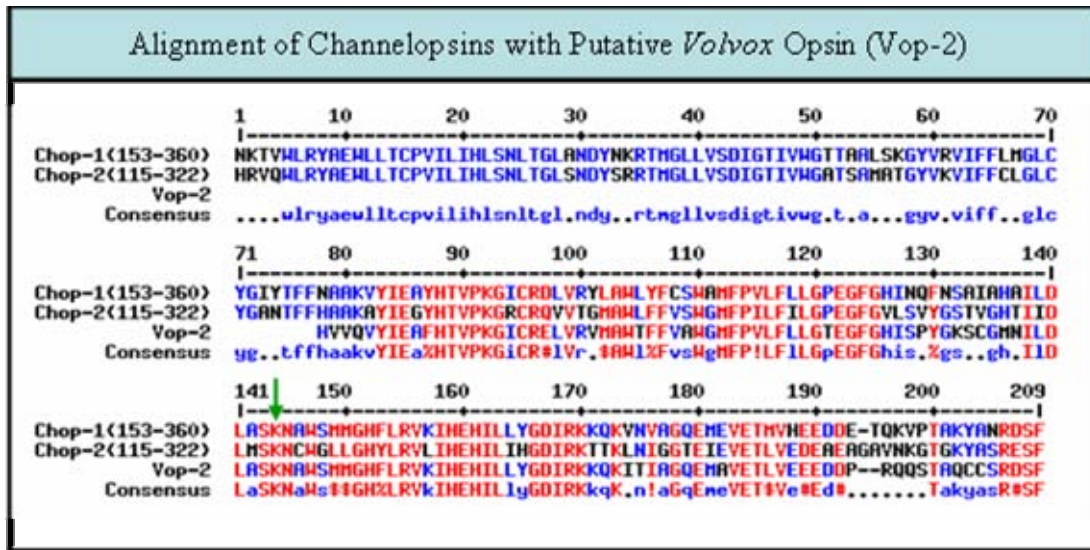 Alignment of Channelopsins with Putative Volvox Opsin (Vop-2)
1 10 20 30 40 50 60 70
Chop-1(153-360) NKTVWLRYAEWLLTCPVILIHLSNLTGLANDYNKRTMGLLVSDIGTIVWGTTAALSKGYVRVIFFLMGLC
Chop-2(115-322) HRVQWLRYAEWLLTCPVILIHLSNLTGLSNDYSRRTMGLLVSDIGTIVWGATSAMATGYVKVIFFCLGLC
Vop-2
Consensus ....wlryaewlltcpvilihlsnltgl.ndy..rtmgllvsdigtivwg.t.a...gyv.viff..glc
71 80 90 100 110 120 130 140
Chop-1(153-360) YGIYTFFNAAKVYIEAYHTVPKGICRDLVRYLAWLYFCSWAMFPVLFLLGPEGFGHINQFNSAIAHAILD
Chop-2(115-322) YGANTFFHAAKAYIEGYHTVPKGRCRQVVTGMAWLFFVSWGMFPILFILGPEGFGVLSVYGSTVGHTIID
Vop-2 HVVQVYIEAFHTVPKGICRELVRVMAWTFFVAWGMFPVLFLLGTEGFGHISPYGKSCGMNILD
Consensus yg..tffhaakvYIEa%HTVPKGiCR#lVr.$AWl%FvsWgMFP!LFlLGpEGFGhis.%gs..gh.IlD
141 150 160 170 180 190 200 209
Chop-1(153-360) LASKNAWSMMGHFLRVKIHEHILLYGDIRKKQKVNVAGQEMEVETMVHEEDDE-TQKVPTAKYANRDSF
Chop-2(115-322) LMSKNCWGLLGHYLRVLIHEHILIHGDIRKTTKLNIGGTEIEVETLVEDEAEAGAVNKGTGKYASRESF
Vop-2 LASKNAWSMMGHFLRVKIHEHILLYGDIRKKQKITIAGQEMAVETLVEEEDDP--RQQSTAQCCSRDSF
Consensus LaSKNaWs$$GH%LRVkIHEHILlyGDIRKkqK.n!aGqEmeVET$Ve#Ed#.......TakyasR#SF